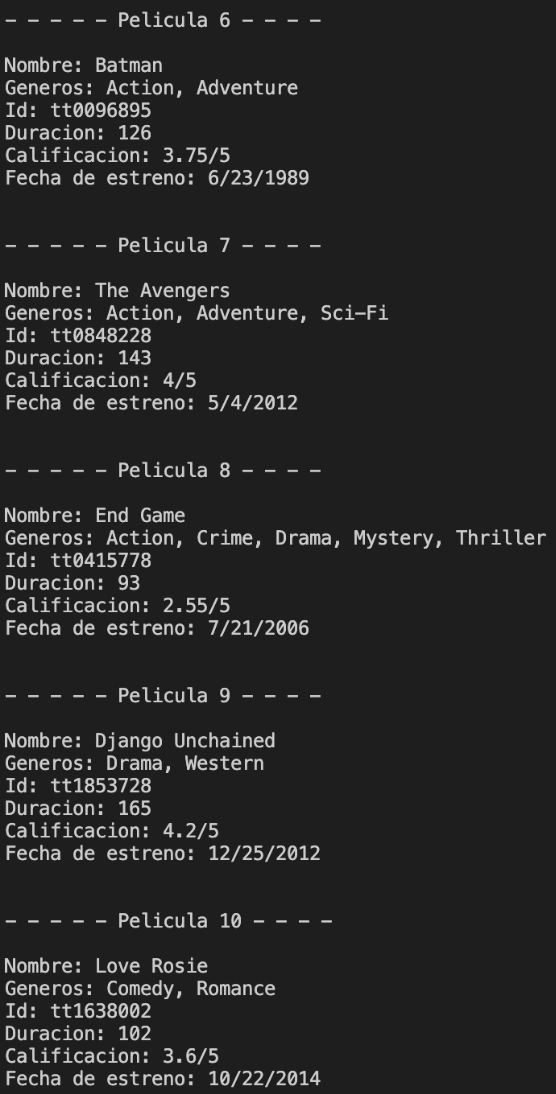 - - - - - Pelicula 6 - - - -
Nombre: Batman
Generos: Action, Adventure
Id: tt0096895
Duracion: 126
Calificacion: 3.75/5
Fecha de estreno: 6/23/1989
- - - - - Pelicula 7 - - - -
Nombre: The Avengers
Generos: Action, Adventure, Sci-Fi
Id: tt0848228
Duracion: 143
Calificacion: 4/5
Fecha de estreno: 5/4/2012
- - - - - Pelicula 8 - - - -
Nombre: End Game
Generos: Action, Crime, Drama, Mystery, Thriller
Id: tt0415778
Duracion: 93
Calificacion: 2.55/5
Fecha de estreno: 7/21/2006
- - - - - Pelicula 9 - - - -
Nombre: Django Unchained
Generos: Drama, Western
Id: tt1853728
Duracion: 165
Calificacion: 4.2/5
Fecha de estreno: 12/25/2012
- - - - - Pelicula 10 - - - -
Nombre: Love Rosie
Generos: Comedy, Romance
Id: tt1638002
Duracion: 102
Calificacion: 3.6/5
Fecha de estreno: 10/22/2014